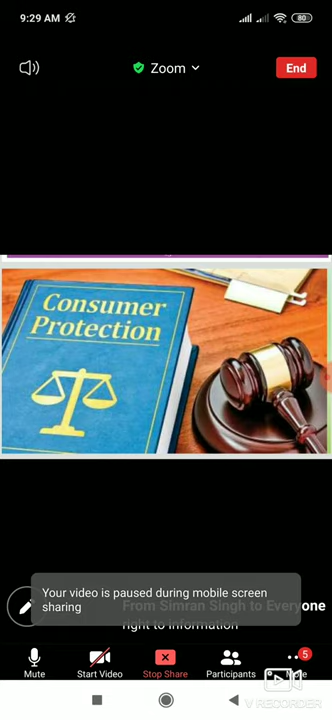 9:29 AM
80
Zoom
End
Consumer
Protection
Your video is paused during mobile screen
sharing
From Simran Singh to Everyone
right to information
5
Mute
Start Video
Stop Share
Participants
More
V RECORDER